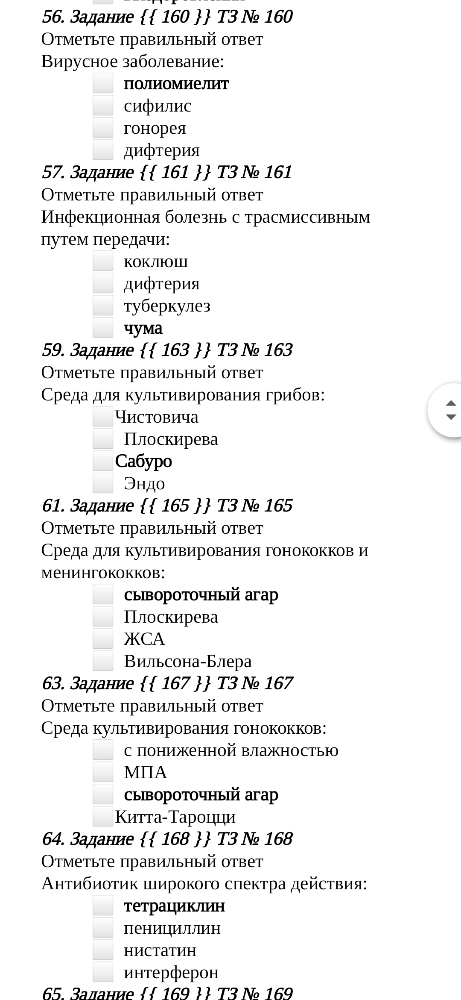 56. Задание {{ 160 }} ТЗ № 160
Отметьте правильный ответ
Вирусное заболевание:
полиомиелит
сифилис
гонорея
дифтерия
57. Задание {{ 161 }} ТЗ № 161
Отметьте правильный ответ
Инфекционная болезнь с трасмиссивным
путем передачи:
коклюш
дифтерия
туберкулез
чума
59. Задание {{ 163 }} ТЗ № 163
Отметьте правильный ответ
Среда для культивирования грибов:
Чистовича
Плоскирева
Сабуро
Эндо
61. Задание {{ 165 }} ТЗ № 165
Отметьте правильный ответ
Среда для культивирования гонококков и
менингококков:
сывороточный агар
Плоскирева
ЖСА
Вильсона-Блера
63. Задание {{ 167 }} ТЗ № 167
Отметьте правильный ответ
Среда культивирования гонококков:
с пониженной влажностью
МПА
сывороточный агар
Китта-Тароцци
64. Задание {{ 168 }} ТЗ № 168
Отметьте правильный ответ
Антибиотик широкого спектра действия:
тетрациклин
пенициллин
нистатин
интерферон
65. Задание {{ 169 }} ТЗ № 169